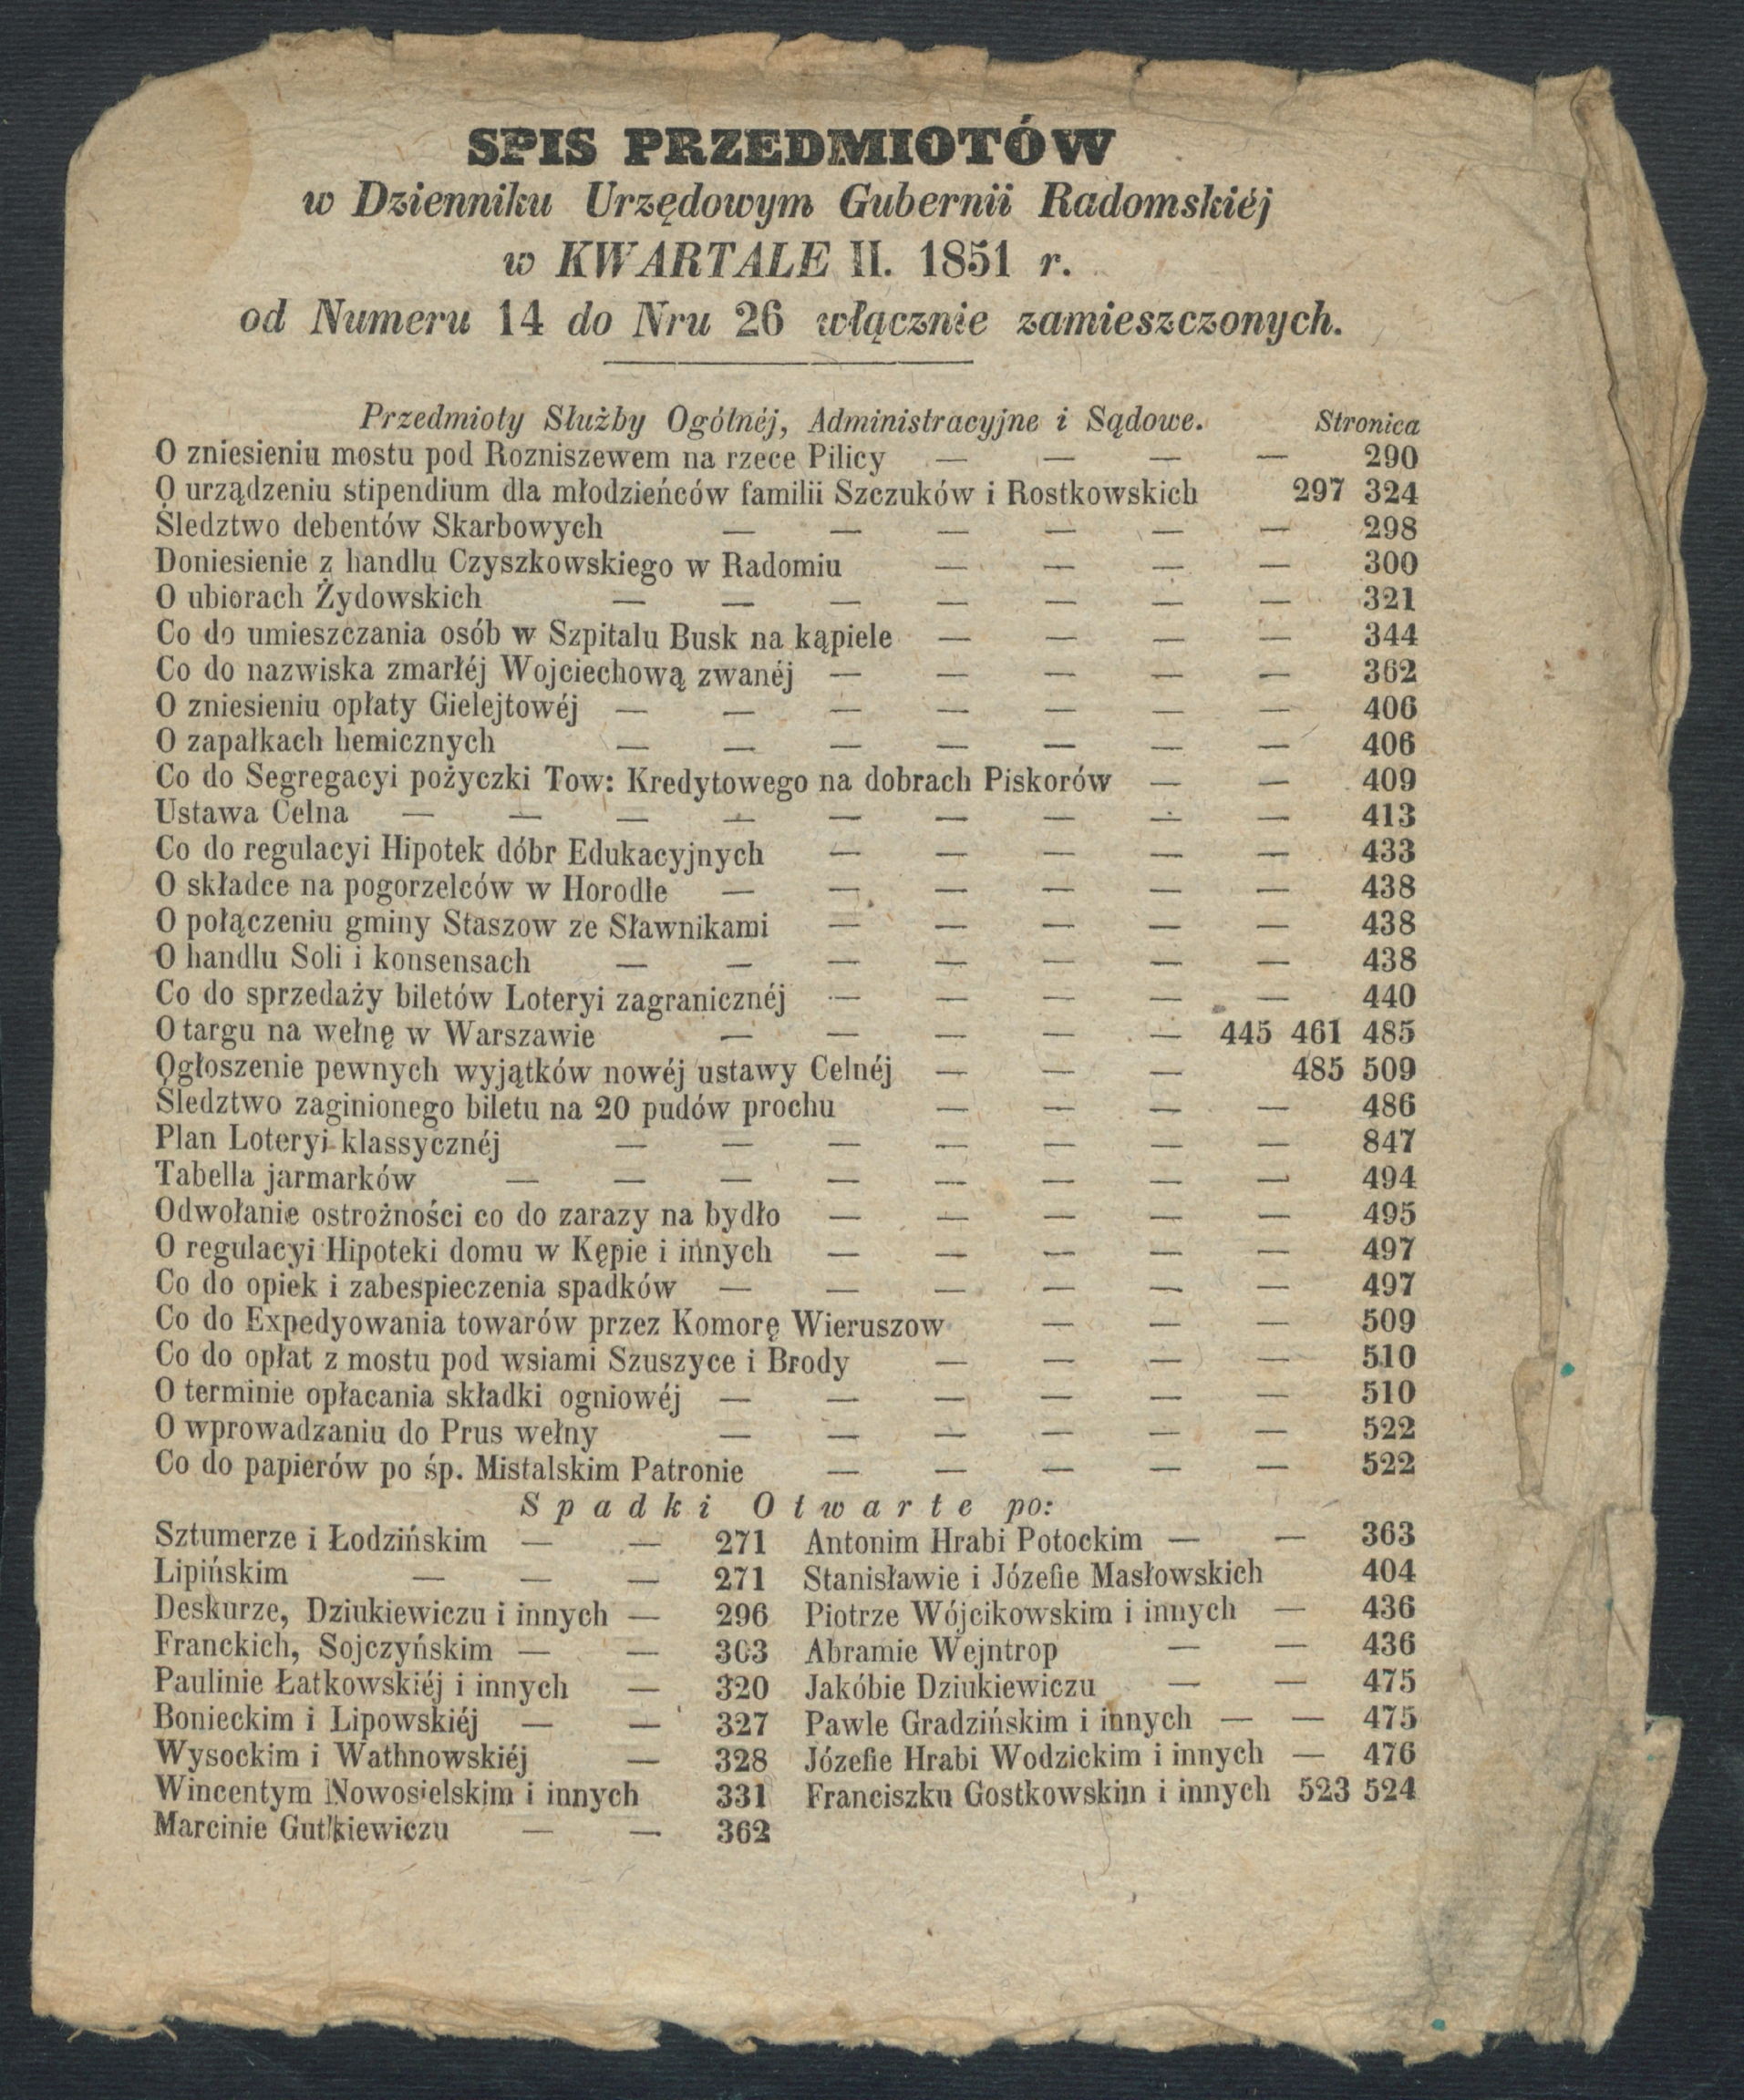 SPIS PRZEDMIOTÓW
w Dzienniku Urzędowym Gubernii Radomskiéj
w KWARTALE II. 1851 r.
od Numeru 14 do Nru 26 włącznie zamieszczonych.
Przedmioty Służby Ogólnéj, Administracyjne i Sądowe. Stronica
O zniesieniu mostu pod Rozniszewem na rzece Pilicy — — — — 290
O urządzeniu stipendium dla młodzieńców familii Szczuków i Rostkowskich 297 324
Śledztwo debentów Skarbowych — — — — — — 298
Doniesienie z handlu Czyszkowskiego w Radomiu — — — — 300
O ubiorach Żydowskich — — — — — — — 321
Co do umieszczania osób w Szpitalu Busk na kąpiele — — — — 344
Co do nazwiska zmarłéj Wojciechową zwanéj — — — — — 362
O zniesieniu opłaty Gielejtowéj — — — — — — — 406
O zapałkach hemicznych — — — — — — — 406
Co do Segregacyi pożyczki Tow: Kredytowego na dobrach Piskorów — — 409
Ustawa Celna — — — — — — — — — 413
Co do regulacyi Hipotek dóbr Edukacyjnych — — — — — 433
O składce na pogorzelców w Horodle — — — — — — 438
O połączeniu gminy Staszow ze Sławnikami — — — — — 438
O handlu Soli i konsensach — — — — — — — 438
Co do sprzedaży biletów Loteryi zagranicznéj — — — — — 440
O targu na wełnę w Warszawie — — — — — 445 461 485
Ogłoszenie pewnych wyjątków nowéj ustawy Celnéj — — — 485 509
Śledztwo zaginionego biletu na 20 pudów prochu — — — — 486
Plan Loteryi klassycznéj — — — — — — — 847
Tabella jarmarków — — — — — — — — 494
Odwołanie ostrożności co do zarazy na bydło — — — — — 495
O regulacyi Hipoteki domu w Kępie i innych — — — — — 497
Co do opiek i zabespieczenia spadków — — — — — — 497
Co do Expedyowania towarów przez Komorę Wieruszow — — — 509
Co do opłat z mostu pod wsiami Szuszyce i Brody — — — — 510
O terminie opłacania składki ogniowéj — — — — — — 510
O wprowadzaniu do Prus wełny — — — — — — 522
Co do papierów po śp. Mistalskim Patronie — — — — — 522
Spadki Otwarte po:
Sztumerze i Łodzińskim — — 271 Antonim Hrabi Potockim — — 363
Lipińskim — — — 271 Stanisławie i Józefie Masłowskich 404
Deskurze, Dziukiewiczu i innych — 296 Piotrze Wójcikowskim i innych — 436
Franckich, Sojczyńskim — — 303 Abramie Wejntrop — — 436
Paulinie Łatkowskiéj i innych — 320 Jakóbie Dziukiewiczu — — 475
Bonieckim i Lipowskiéj — — 327 Pawle Gradzińskim i innych — — 475
Wysockim i Wathnowskiéj — 328 Józefie Hrabi Wodzickim i innych — 476
Wincentym Nowosielskim i innych 331 Franciszku Gostkowskim i innych 523 524
Marcinie Gutkiewiczu — — 362